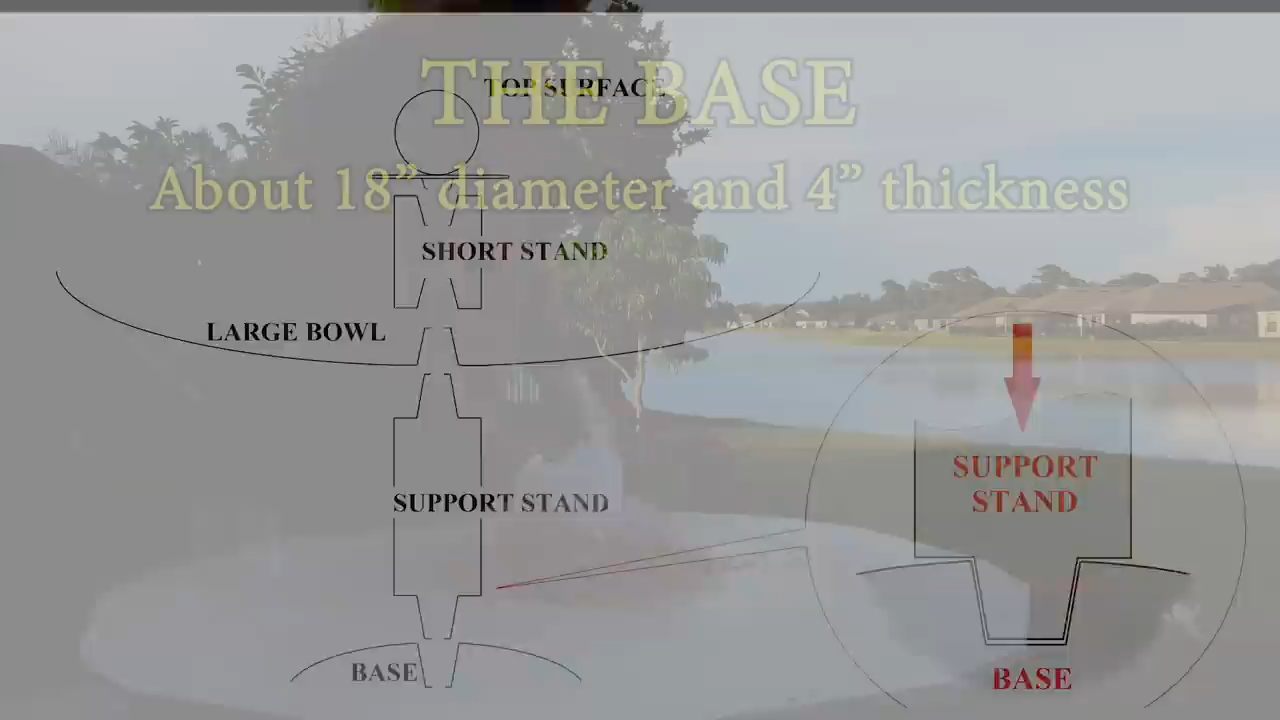 THE BASE
TOP SURFACE
About 18” diameter and 4” thickness
SHORT STAND
LARGE BOWL
SUPPORT
STAND
SUPPORT STAND
BASE
BASE